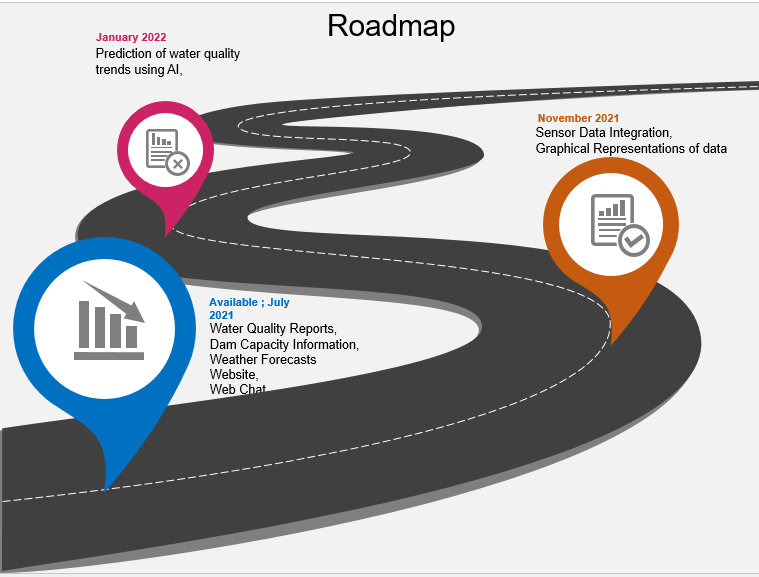 Roadmap
January 2022
Prediction of water quality
trends using AI,
November 2021
Sensor Data Integration,
Graphical Representations of data
Available ; July
2021
Water Quality Reports,
Dam Capacity Information,
Weather Forecasts
Website,
Web Chat